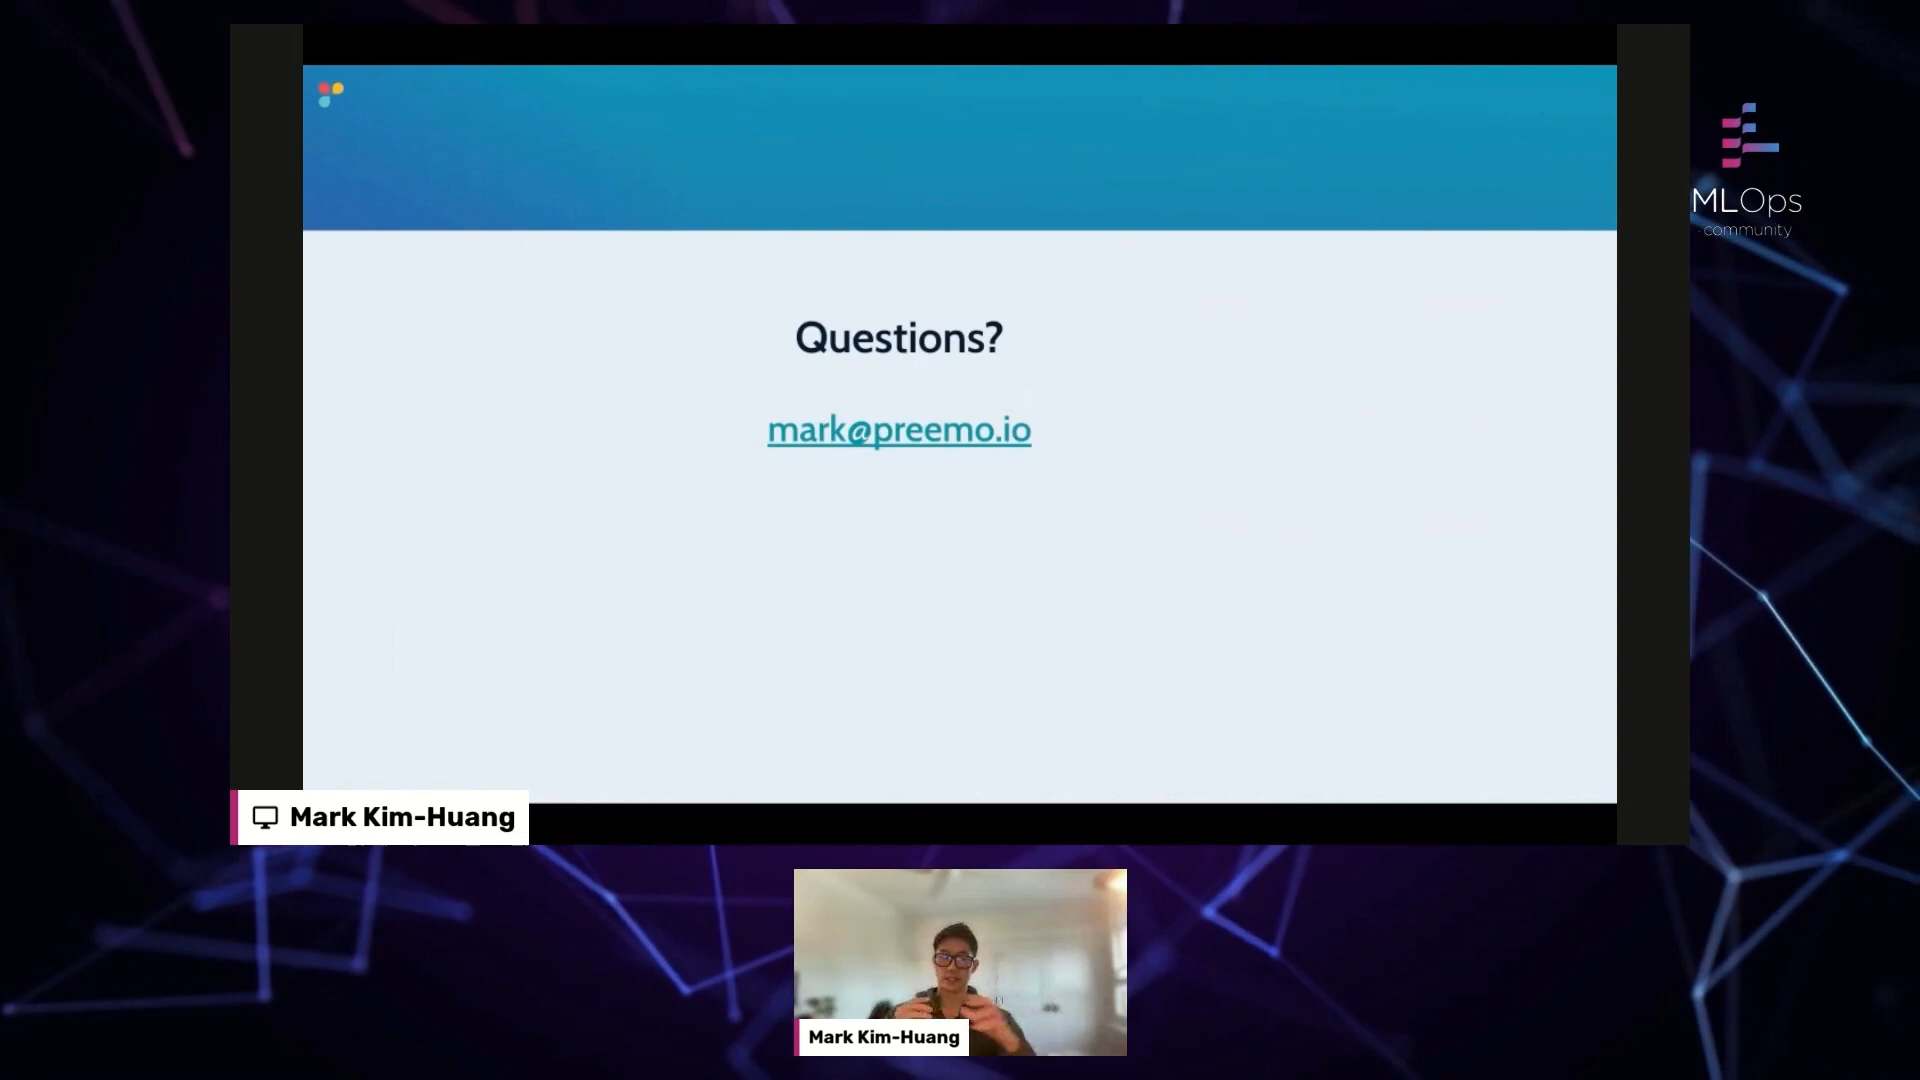 MLOps
community
Questions?
mark@preemo.io
Mark Kim-Huang
Mark Kim-Huang